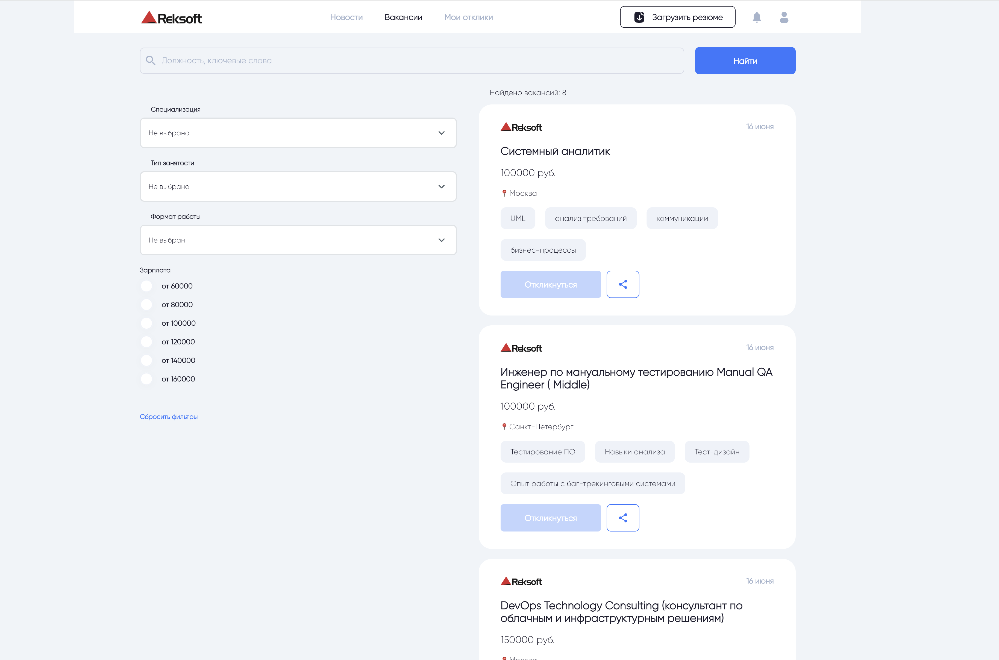 Reksoft
Новости
Вакансии
Мои отклики
Загрузить резюме
Должность, ключевые слова
Найти
Специализация
Не выбрана
Тип занятости
Не выбрано
Формат работы
Не выбран
Зарплата
от 60000
от 80000
от 100000
от 120000
от 140000
от 160000
Сбросить фильтры
Найдено вакансий: 8
Reksoft
16 июня
Системный аналитик
100000 руб.
Москва
UML
анализ требований
коммуникации
бизнес-процессы
Откликнуться
Reksoft
16 июня
Инженер по мануальному тестированию Manual QA
Engineer ( Middle)
100000 руб.
Санкт-Петербург
Тестирование ПО
Навыки анализа
Тест-дизайн
Опыт работы с баг-трекинговыми системами
Откликнуться
Reksoft
16 июня
DevOps Technology Consulting (консультант по
облачным и инфраструктурным решениям)
150000 руб.
Москва